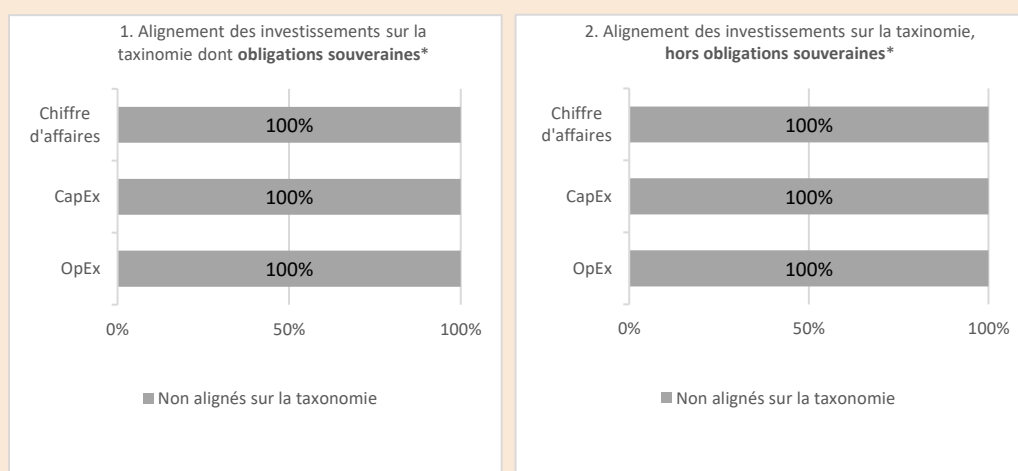 1. Alignement des investissements sur la
taxinomie dont obligations souveraines*
Chiffre
d'affaires
100%
CapEx
100%
OpEx
100%
0%
50%
100%
Non alignés sur la taxonomie
2. Alignement des investissements sur la taxinomie,
hors obligations souveraines*
Chiffre
d'affaires
100%
CapEx
100%
OpEx
100%
0%
50%
100%
Non alignés sur la taxonomie